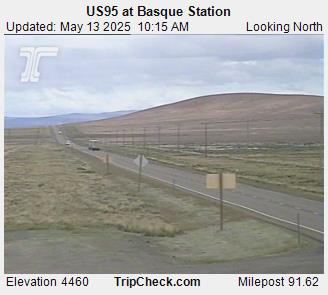 US95 at Basque Station
Updated: May 13 2025 10:15 AM Looking North
Elevation 4460 TripCheck.com Milepost 91.62